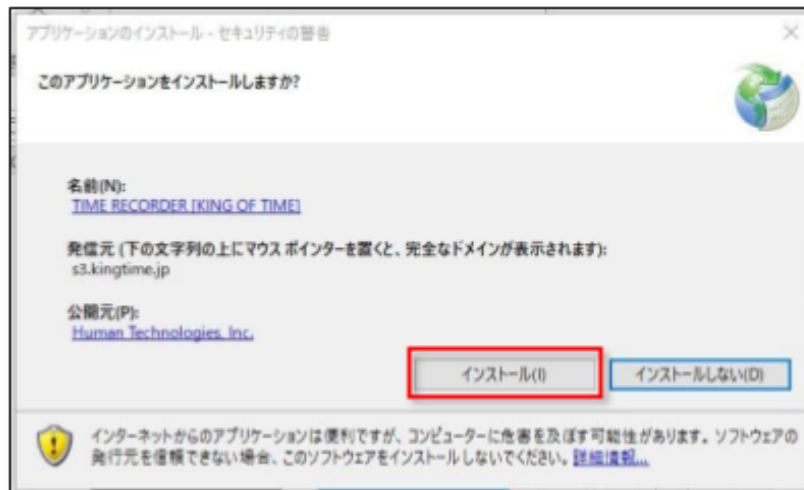 アプリケーションのインストール - セキュリティの警告
このアプリケーションをインストールしますか?
名前(N):
TIME RECORDER [KING OF TIME]
発信元 (下の文字列の上にマウス ポインターを置くと、完全なドメインが表示されます):
s3.kingtime.jp
公開元(P):
Human Technologies, Inc.
インストール(I) インストールしない(D)
インターネットからのアプリケーションは便利ですが、コンピューターに危害を及ぼす可能性があります。ソフトウェアの
発行元を信頼できない場合、このソフトウェアをインストールしないでください。詳細情報...